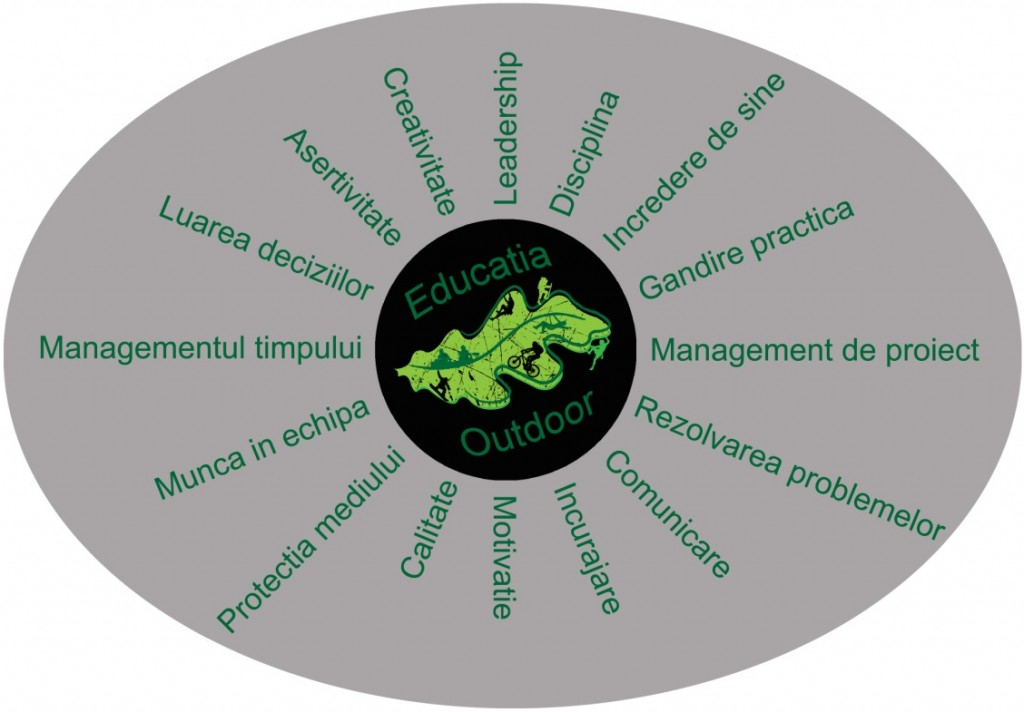 Educatia
Outdoor
Leadership
Disciplina
Incredere de sine
Gandire practica
Management de proiect
Rezolvarea problemelor
Comunicare
Incurajare
Motivatie
Calitate
Protectia mediului
Munca in echipa
Managementul timpului
Luarea deciziilor
Asertivitate
Creativitate